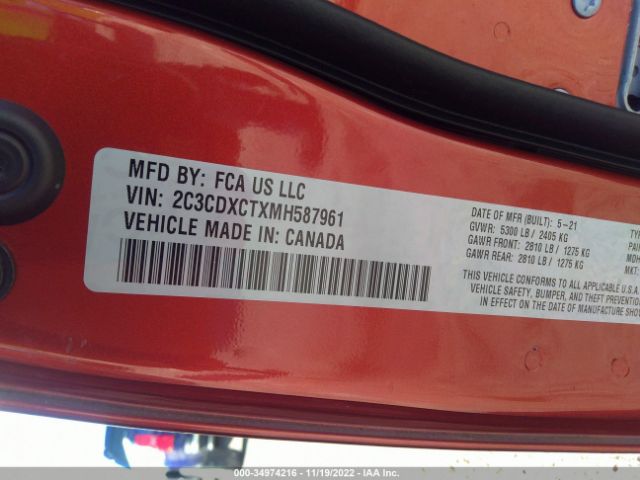 MFD BY: FCA US LLC
VIN: 2C3CDXCTXMH587961
VEHICLE MADE IN: CANADA
DATE OF MFR (BUILT): 5-21
GVWR: 5300 LB / 2405 KG
GAWR FRONT: 2810 LB / 1275 KG
GAWR REAR: 2810 LB / 1275 KG
THIS VEHICLE CONFORMS TO ALL APPLICABLE U.S.A.
VEHICLE SAFETY, BUMPER, AND THEFT PREVENTION
IN EFFECT ON THE DATE OF MANUFACTURE SHOW
000-34974216 - 11/19/2022 - IAA Inc.